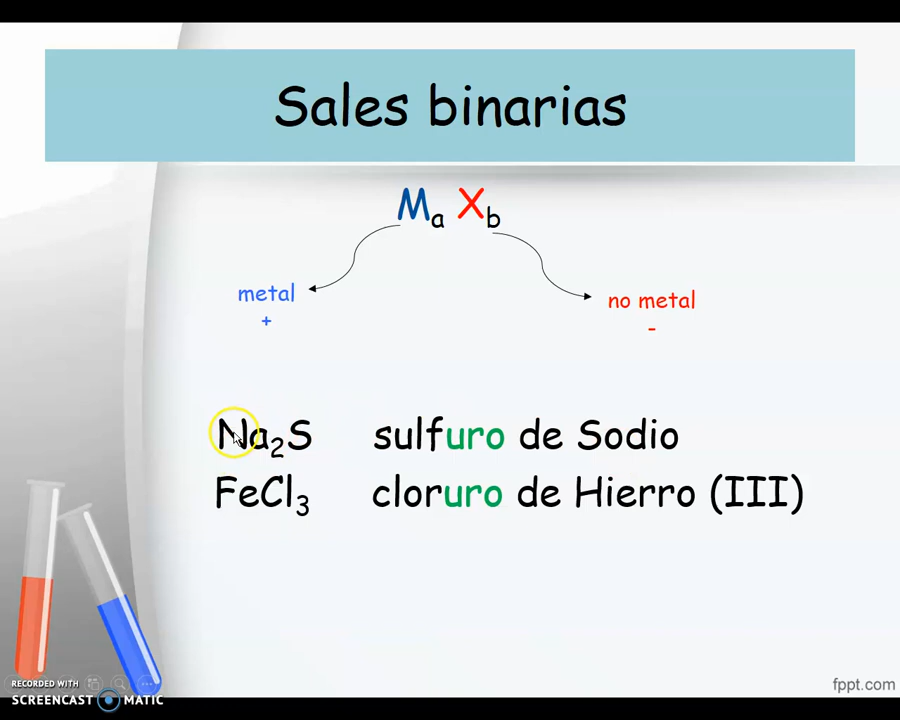 Sales binarias
Mₐ X_b
metal
+
no metal
-
Na₂S sulfuro de Sodio
FeCl₃ cloruro de Hierro (III)
RECORDED WITH
SCREENCAST MATIC
fppt.com